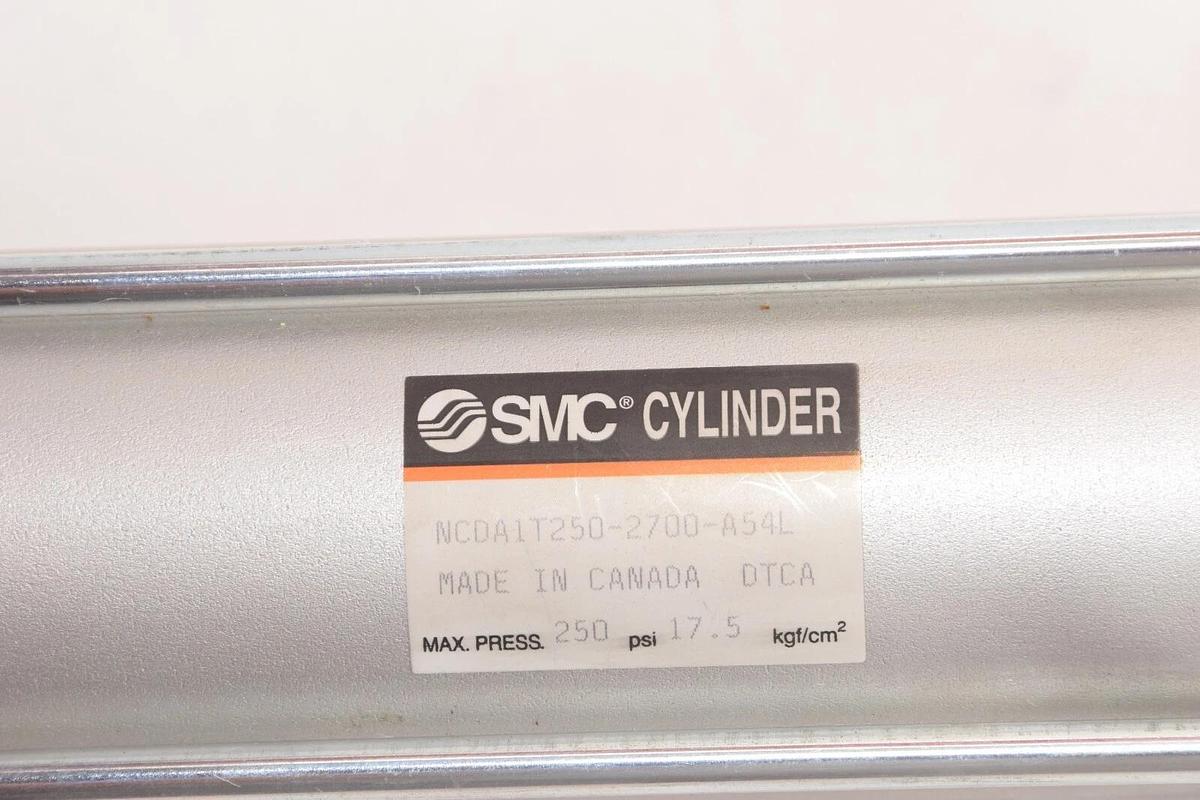 SMC® CYLINDER
NCDA1T250-2700-A54L
MADE IN CANADA DTCA
MAX. PRESS. 250 psi 17.5 kgf/cm²